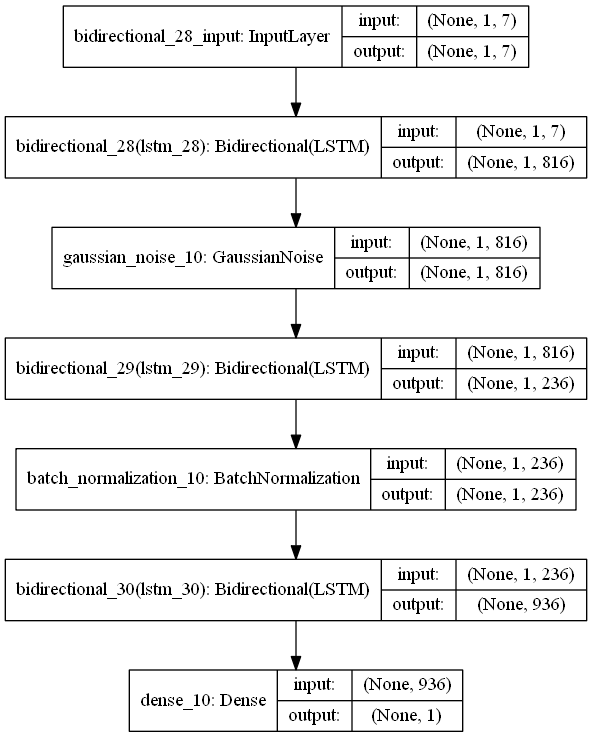 bidirectional_28_input: InputLayer
input: (None, 1, 7)
output: (None, 1, 7)
bidirectional_28(lstm_28): Bidirectional(LSTM)
input: (None, 1, 7)
output: (None, 1, 816)
gaussian_noise_10: GaussianNoise
input: (None, 1, 816)
output: (None, 1, 816)
bidirectional_29(lstm_29): Bidirectional(LSTM)
input: (None, 1, 816)
output: (None, 1, 236)
batch_normalization_10: BatchNormalization
input: (None, 1, 236)
output: (None, 1, 236)
bidirectional_30(lstm_30): Bidirectional(LSTM)
input: (None, 1, 236)
output: (None, 936)
dense_10: Dense
input: (None, 936)
output: (None, 1)